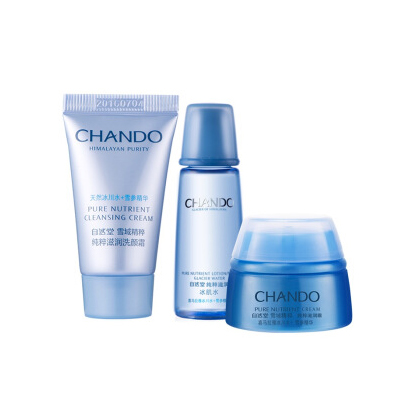 20160704
CHANDO
HIMALAYAN PURITY
天然冰川水+雪参精华
PURE NUTRIENT
CLEANSING CREAM
自然堂 雪域精粹
纯粹滋润洗颜霜
CHANDO
PURE NUTRIENT LOTION
GLACIER WATER
自然堂 纯粹滋润
冰肌水
CHANDO
PURE NUTRIENT CREAM
自然堂 雪域精粹 纯粹滋润霜